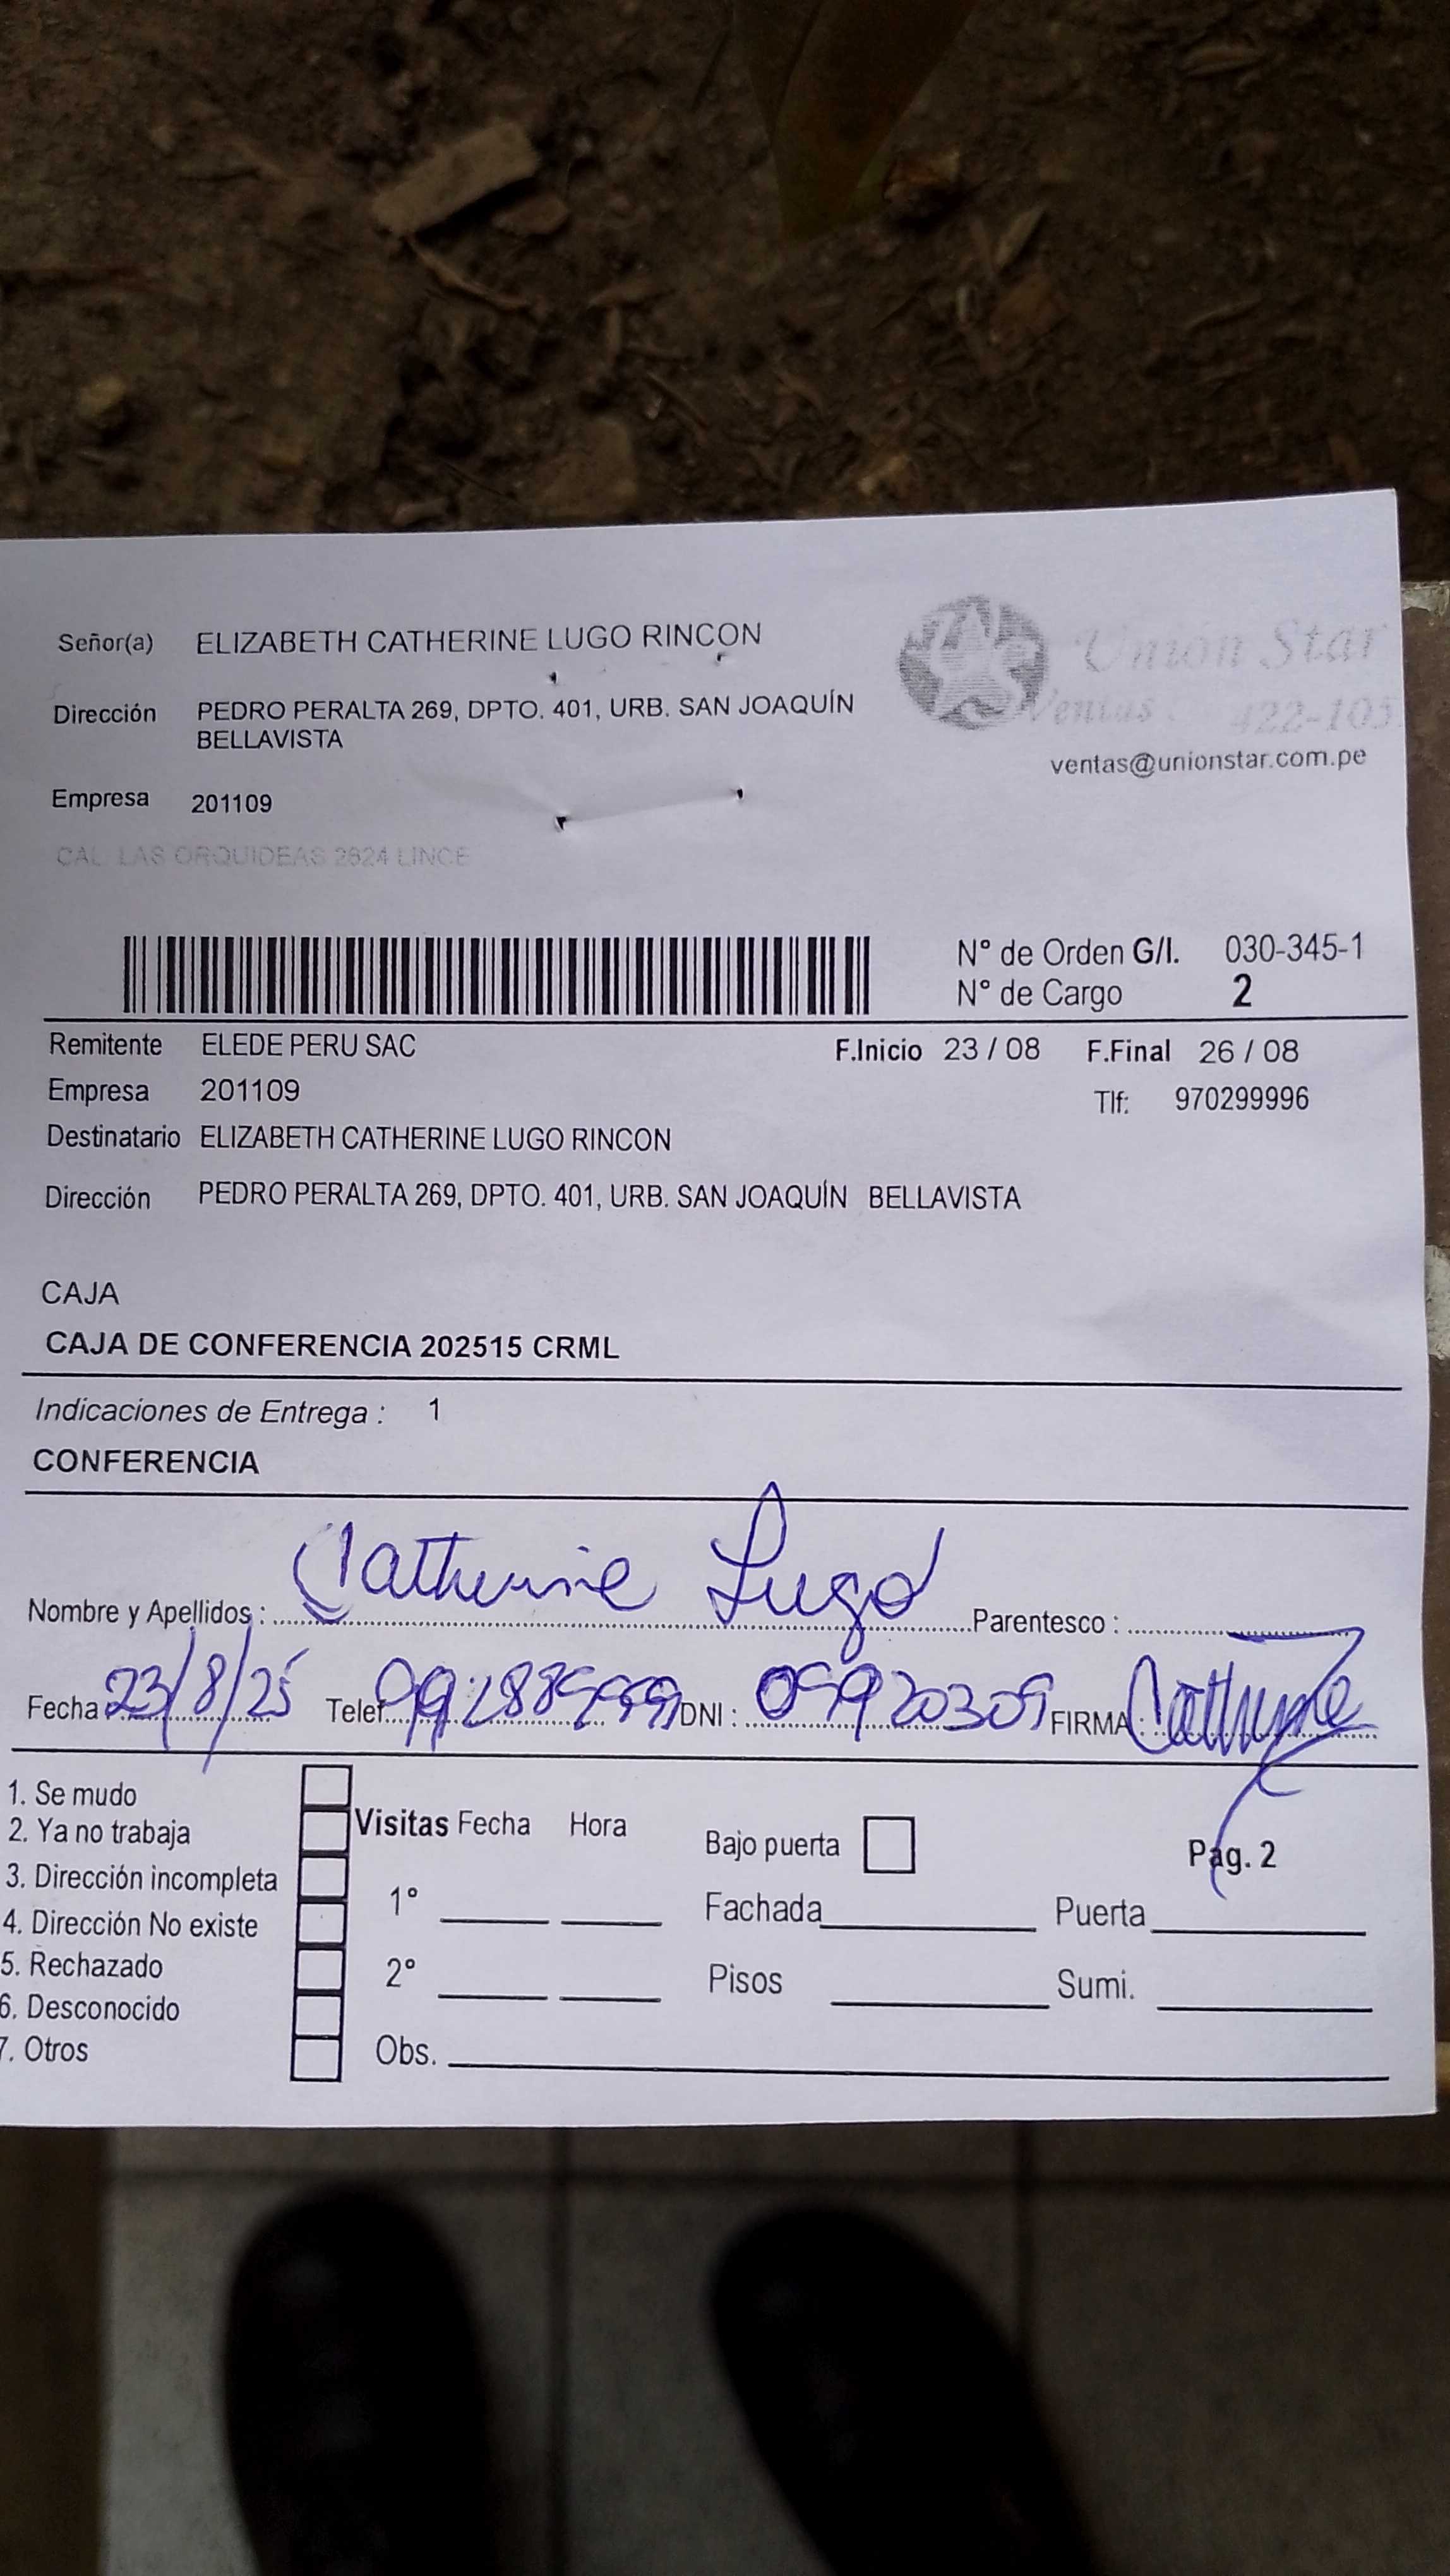 Señor(a) ELIZABETH CATHERINE LUGO RINCON
Unión Star
Dirección PEDRO PERALTA 269, DPTO. 401, URB. SAN JOAQUÍN
BELLAVISTA
Ventas 422-105
ventas@unionstar.com.pe
Empresa 201109
CAL LAS ORQUIDEAS 2624 LINCE
N° de Orden G/I. 030-345-1
N° de Cargo 2
Remitente ELEDE PERU SAC F.Inicio 23 / 08 F.Final 26 / 08
Empresa 201109 Tlf: 970299996
Destinatario ELIZABETH CATHERINE LUGO RINCON
Dirección PEDRO PERALTA 269, DPTO. 401, URB. SAN JOAQUÍN BELLAVISTA
CAJA
CAJA DE CONFERENCIA 202515 CRML
Indicaciones de Entrega : 1
CONFERENCIA
Nombre y Apellidos : Catherine Lugo Parentesco :
Fecha 23/8/25 Telef. DNI : FIRMA : Catherine
1. Se mudo
2. Ya no trabaja
3. Dirección incompleta
4. Dirección No existe
5. Rechazado
6. Desconocido
7. Otros
Visitas Fecha Hora
1°
2°
Obs.
Bajo puerta Pag. 2
Fachada Puerta
Pisos Sumi.